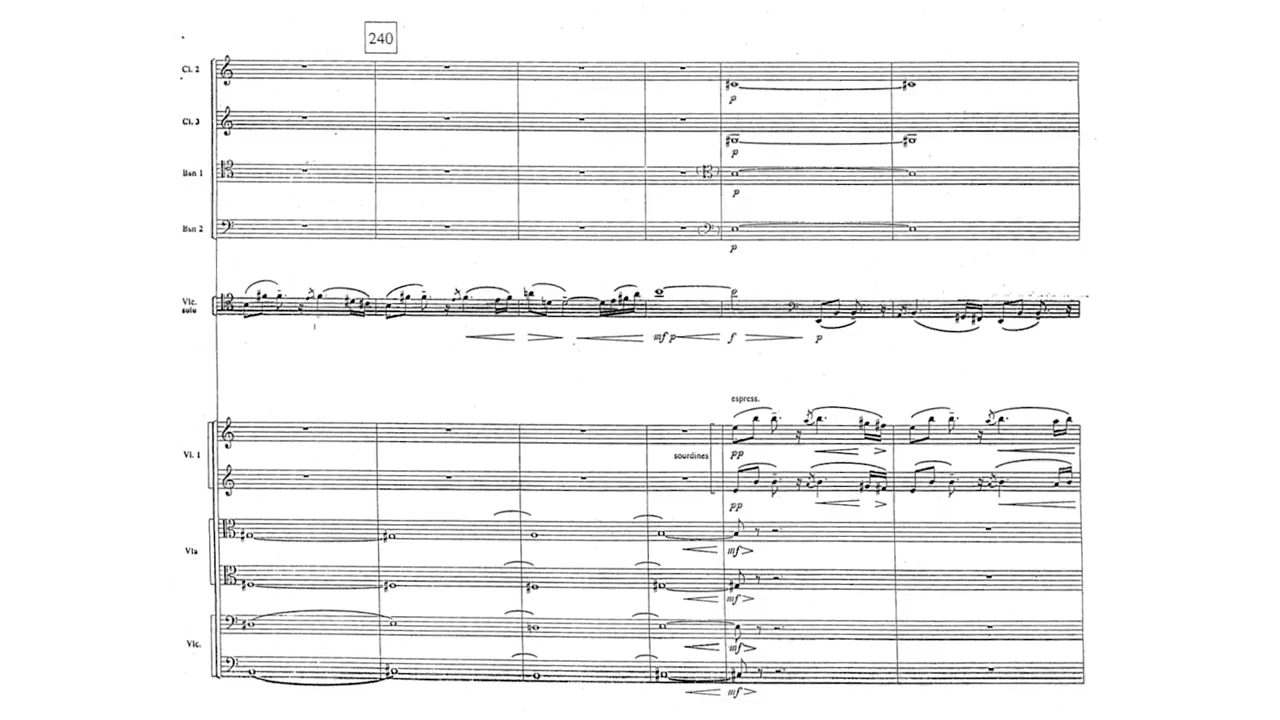 240
Cl. 2
p
Cl. 3
p
Bsn 1
p
Bsn 2
p
Vlc.
solo
mf p f p
espress.
Vl. 1
sourdines
pp
pp
Vla
mf
mf
Vlc.
mf
mf